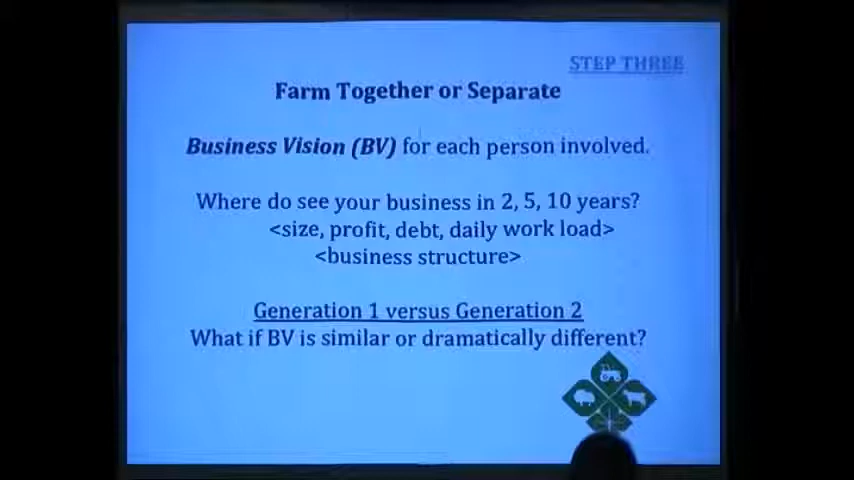 STEP THREE
Farm Together or Separate
Business Vision (BV) for each person involved.
Where do see your business in 2, 5, 10 years?
<size, profit, debt, daily work load>
<business structure>
Generation 1 versus Generation 2
What if BV is similar or dramatically different?